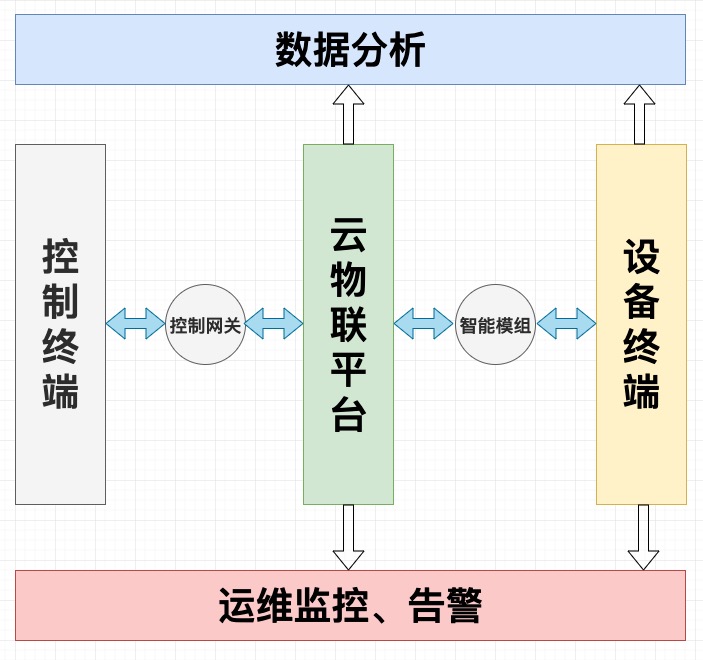 数据分析
控制终端
控制网关
云物联平台
智能模组
设备终端
运维监控、告警